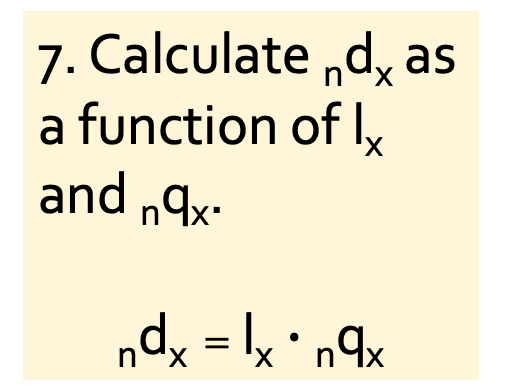 7. Calculate ₙdₓ as
a function of lₓ
and ₙqₓ.
ₙdₓ = lₓ · ₙqₓ